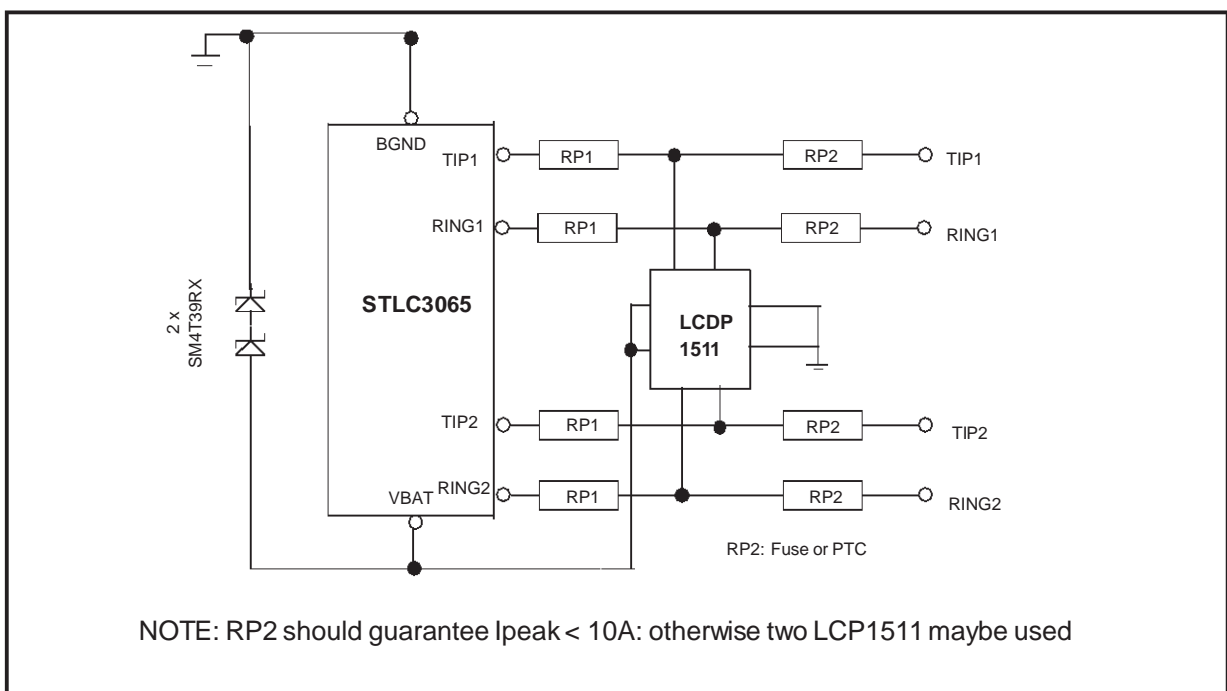 BGND
TIP1
RP1
RP2
TIP1
RING1
RP1
RP2
RING1
2 x
SM4T39RX
STLC3065
LCDP
1511
TIP2
RP1
RP2
TIP2
VBAT
RING2
RP1
RP2
RING2
RP2: Fuse or PTC
NOTE: RP2 should guarantee Ipeak < 10A: otherwise two LCP1511 maybe used